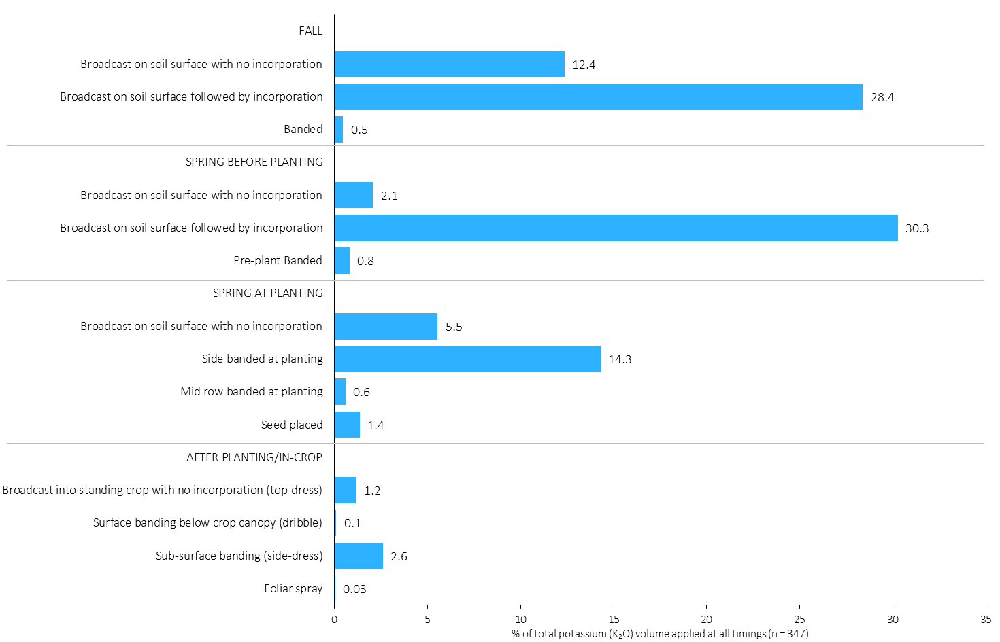 FALL
Broadcast on soil surface with no incorporation 12.4
Broadcast on soil surface followed by incorporation 28.4
Banded 0.5
SPRING BEFORE PLANTING
Broadcast on soil surface with no incorporation 2.1
Broadcast on soil surface followed by incorporation 30.3
Pre-plant Banded 0.8
SPRING AT PLANTING
Broadcast on soil surface with no incorporation 5.5
Side banded at planting 14.3
Mid row banded at planting 0.6
Seed placed 1.4
AFTER PLANTING/IN-CROP
Broadcast into standing crop with no incorporation (top-dress) 1.2
Surface banding below crop canopy (dribble) 0.1
Sub-surface banding (side-dress) 2.6
Foliar spray 0.03
0 5 10 15 20 25 30 35
% of total potassium (K₂O) volume applied at all timings (n = 347)